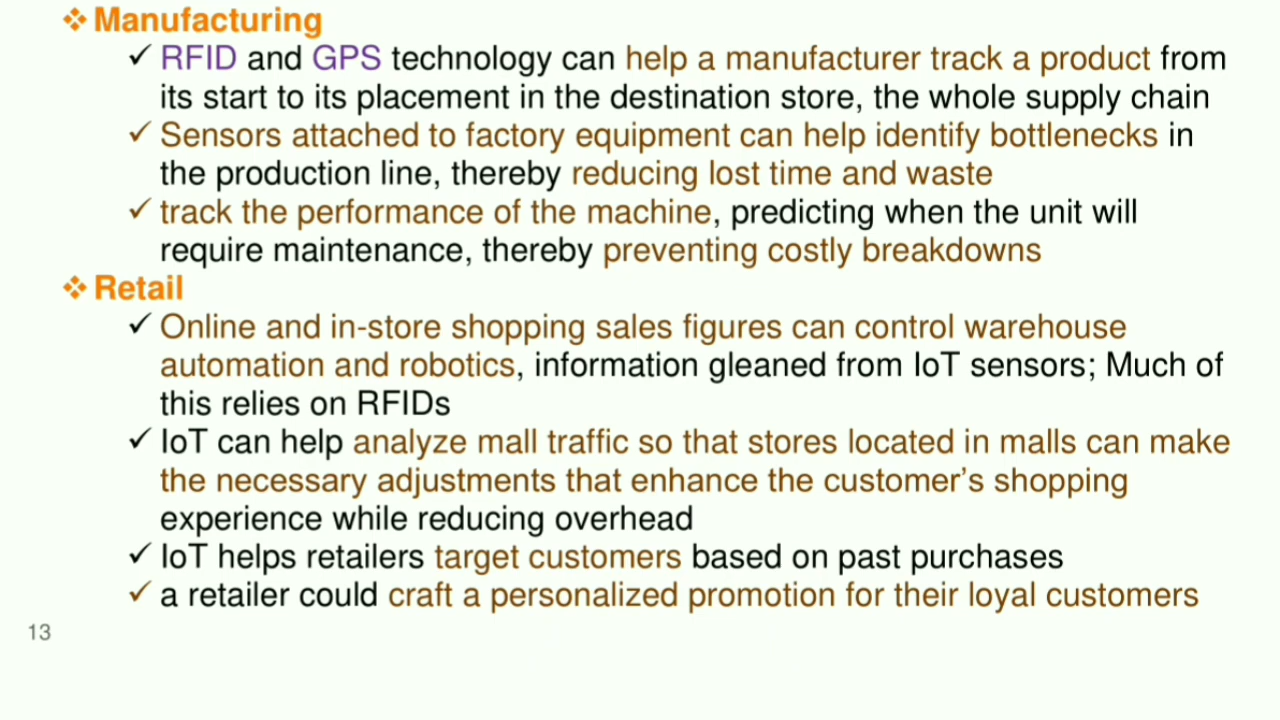 ❖ Manufacturing
✓ RFID and GPS technology can help a manufacturer track a product from
its start to its placement in the destination store, the whole supply chain
✓ Sensors attached to factory equipment can help identify bottlenecks in
the production line, thereby reducing lost time and waste
✓ track the performance of the machine, predicting when the unit will
require maintenance, thereby preventing costly breakdowns
❖ Retail
✓ Online and in-store shopping sales figures can control warehouse
automation and robotics, information gleaned from IoT sensors; Much of
this relies on RFIDs
✓ IoT can help analyze mall traffic so that stores located in malls can make
the necessary adjustments that enhance the customer's shopping
experience while reducing overhead
✓ IoT helps retailers target customers based on past purchases
✓ a retailer could craft a personalized promotion for their loyal customers
13